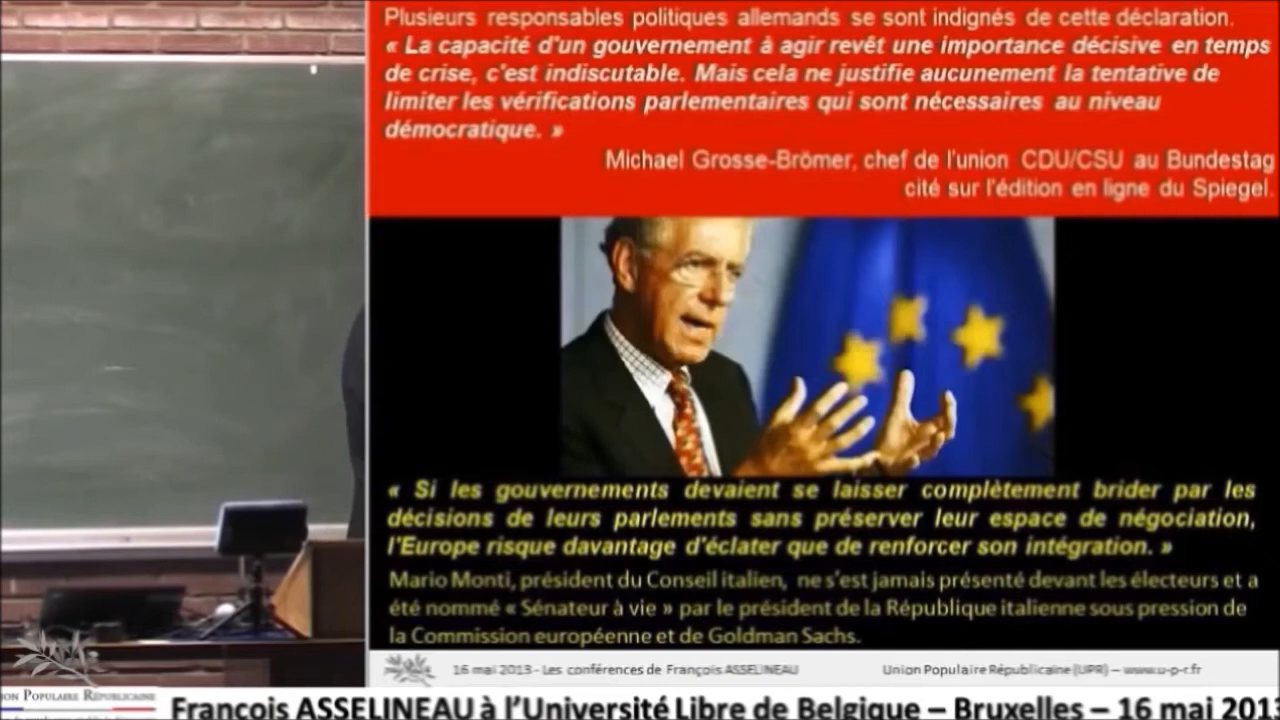 Plusieurs responsables politiques allemands se sont indignés de cette déclaration.
« La capacité d'un gouvernement à agir revêt une importance décisive en temps
de crise, c'est indiscutable. Mais cela ne justifie aucunement la tentative de
limiter les vérifications parlementaires qui sont nécessaires au niveau
démocratique. »
Michael Grosse-Brömer, chef de l'union CDU/CSU au Bundestag
cité sur l'édition en ligne du Spiegel.
« Si les gouvernements devaient se laisser complètement brider par les
décisions de leurs parlements sans préserver leur espace de négociation,
l'Europe risque davantage d'éclater que de renforcer son intégration. »
Mario Monti, président du Conseil italien, ne s'est jamais présenté devant les électeurs et a
été nommé « Sénateur à vie » par le président de la République italienne sous pression de
la Commission européenne et de Goldman Sachs.
16 mai 2013 - Les conférences de François ASSELINEAU
Union Populaire Républicaine (UPR) – www.u-p-r.fr
ON POPULAIRE RÉPUBLICAINE
François ASSELINEAU à l'Université Libre de Belgique – Bruxelles – 16 mai 2013